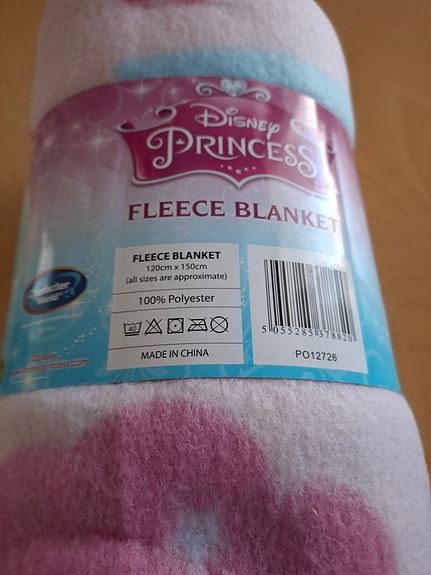 Disney
PRINCESS
FLEECE BLANKET
FLEECE BLANKET
120cm x 150cm
(all sizes are approximate)
100% Polyester
40
MADE IN CHINA
5 055285 378820
PO12726
World